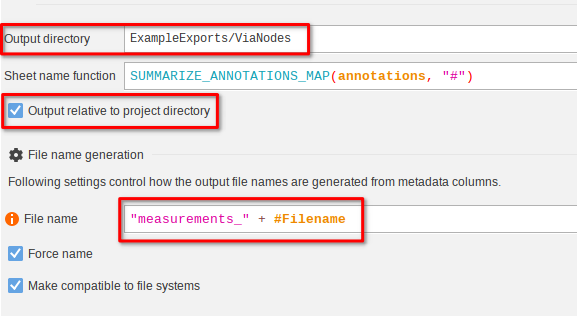 Output directory ExampleExports/ViaNodes
Sheet name function SUMMARIZE_ANNOTATIONS_MAP(annotations, "#")
Output relative to project directory
File name generation
Following settings control how the output file names are generated from metadata columns.
File name "measurements_" + #Filename
Force name
Make compatible to file systems